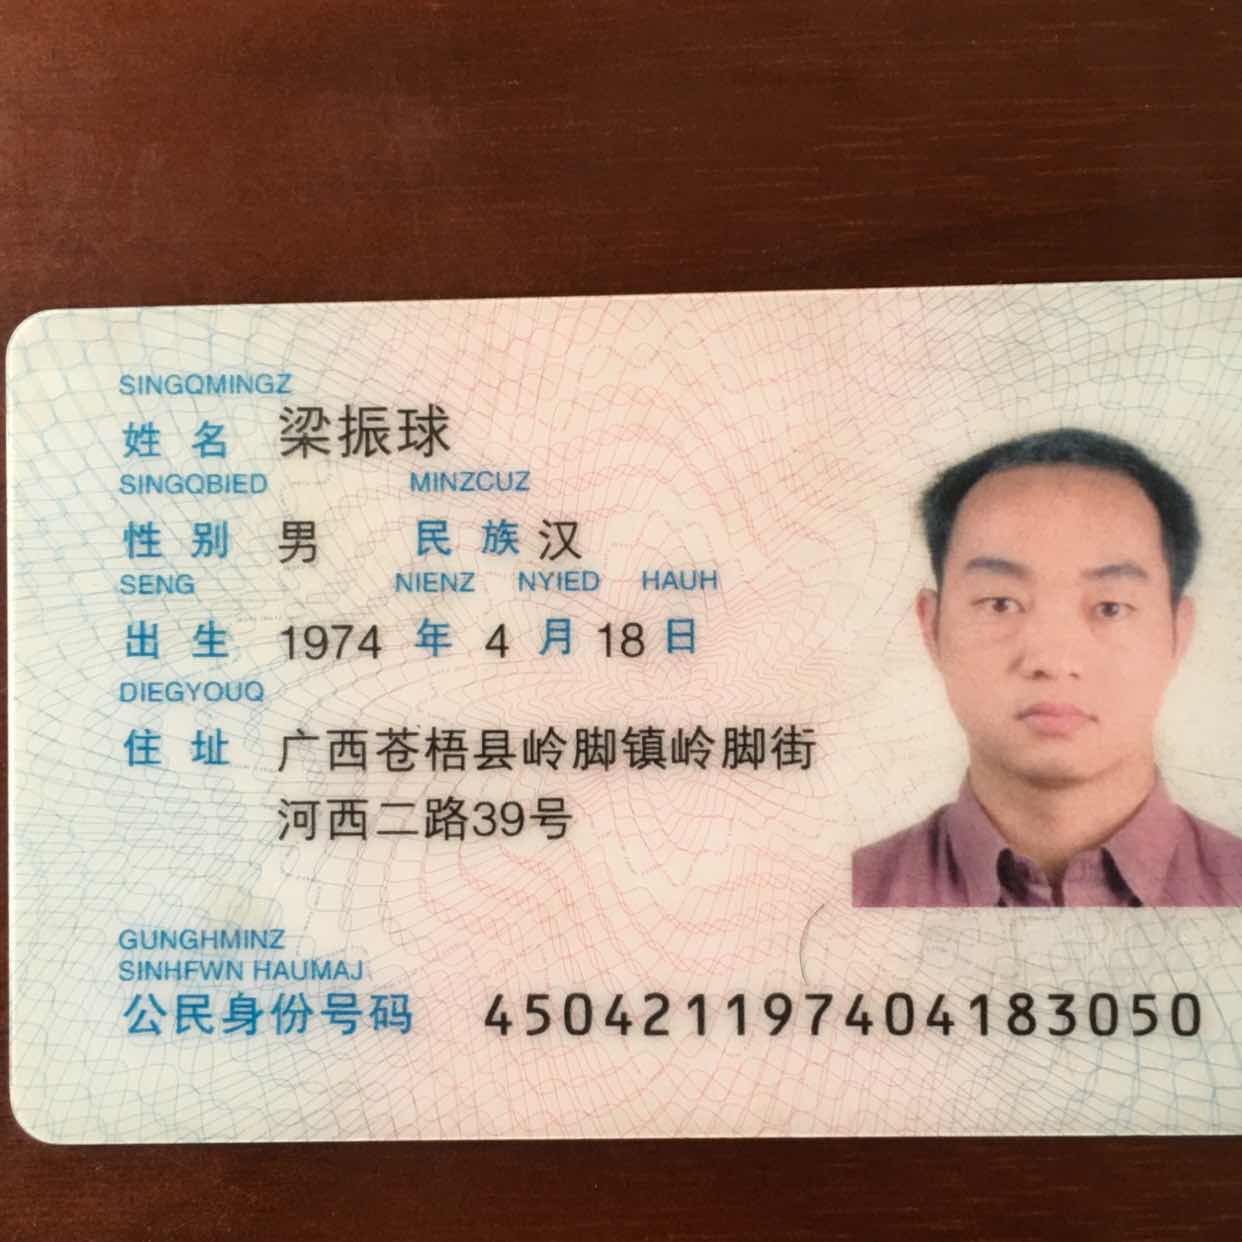 SINGQMINGZ
姓 名 梁振球
SINGQBIED MINZCUZ
性 别 男 民 族 汉
SENG NIENZ NYIED HAUH
出 生 1974 年 4 月 18 日
DIEGYOUQ
住 址 广西苍梧县岭脚镇岭脚街
河西二路39号
GUNGHMINZ
SINHFWN HAUMAJ
公民身份号码 450421197404183050